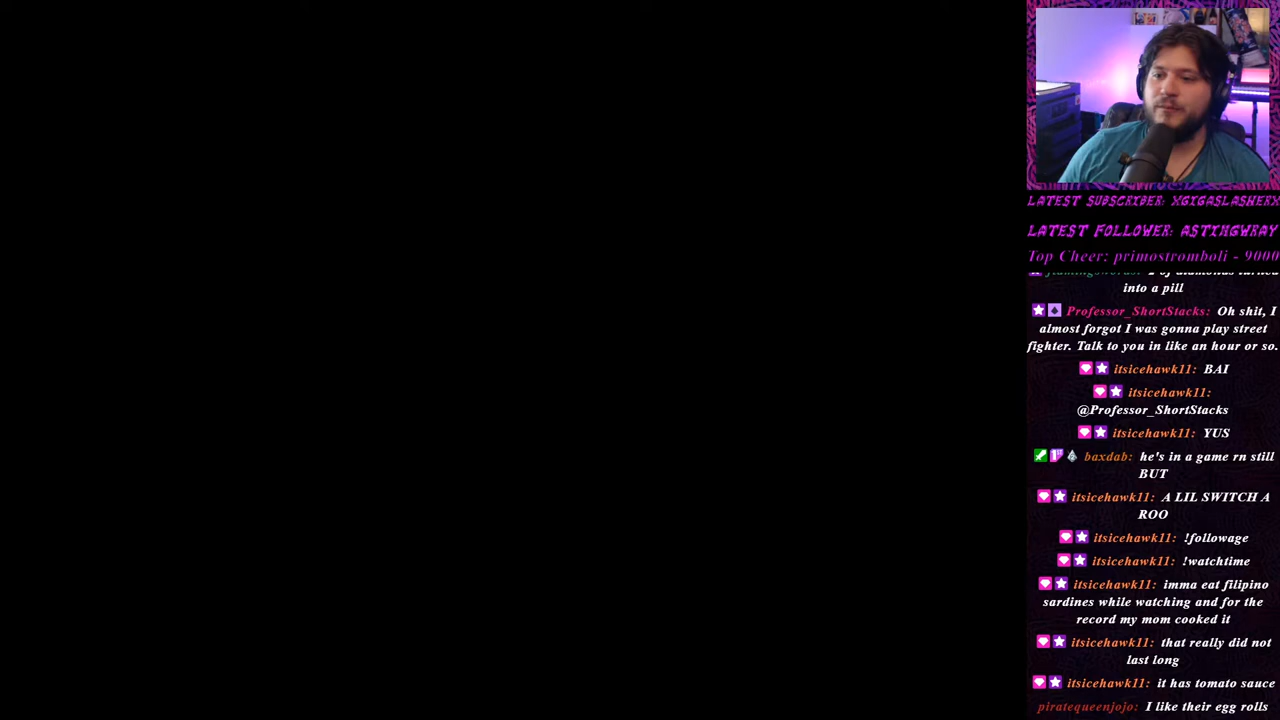 LATEST SUBSCRIBER: XGIGASLASHERX
LATEST FOLLOWER: ASTINGWRAY
Top Cheer: primostromboli - 9000
into a pill
Professor_ShortStacks: Oh shit, I
almost forgot I was gonna play street
fighter. Talk to you in like an hour or so.
itsicehawk11: BAI
itsicehawk11:
@Professor_ShortStacks
itsicehawk11: YUS
baxdab: he's in a game rn still
BUT
itsicehawk11: A LIL SWITCH A
ROO
itsicehawk11: !followage
itsicehawk11: !watchtime
itsicehawk11: imma eat filipino
sardines while watching and for the
record my mom cooked it
itsicehawk11: that really did not
last long
itsicehawk11: it has tomato sauce
piratequeenjojo: I like their egg rolls